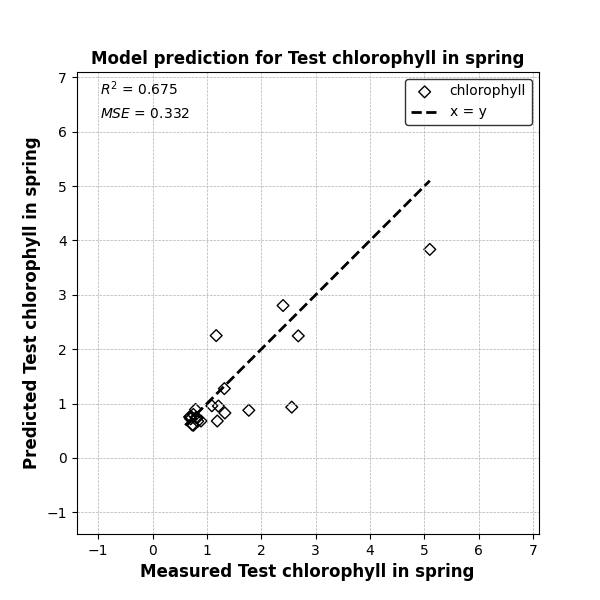 Model prediction for Test chlorophyll in spring
R² = 0.675
MSE = 0.332
chlorophyll
x = y
Predicted Test chlorophyll in spring
7
6
5
4
3
2
1
0
−1
−1 0 1 2 3 4 5 6 7
Measured Test chlorophyll in spring